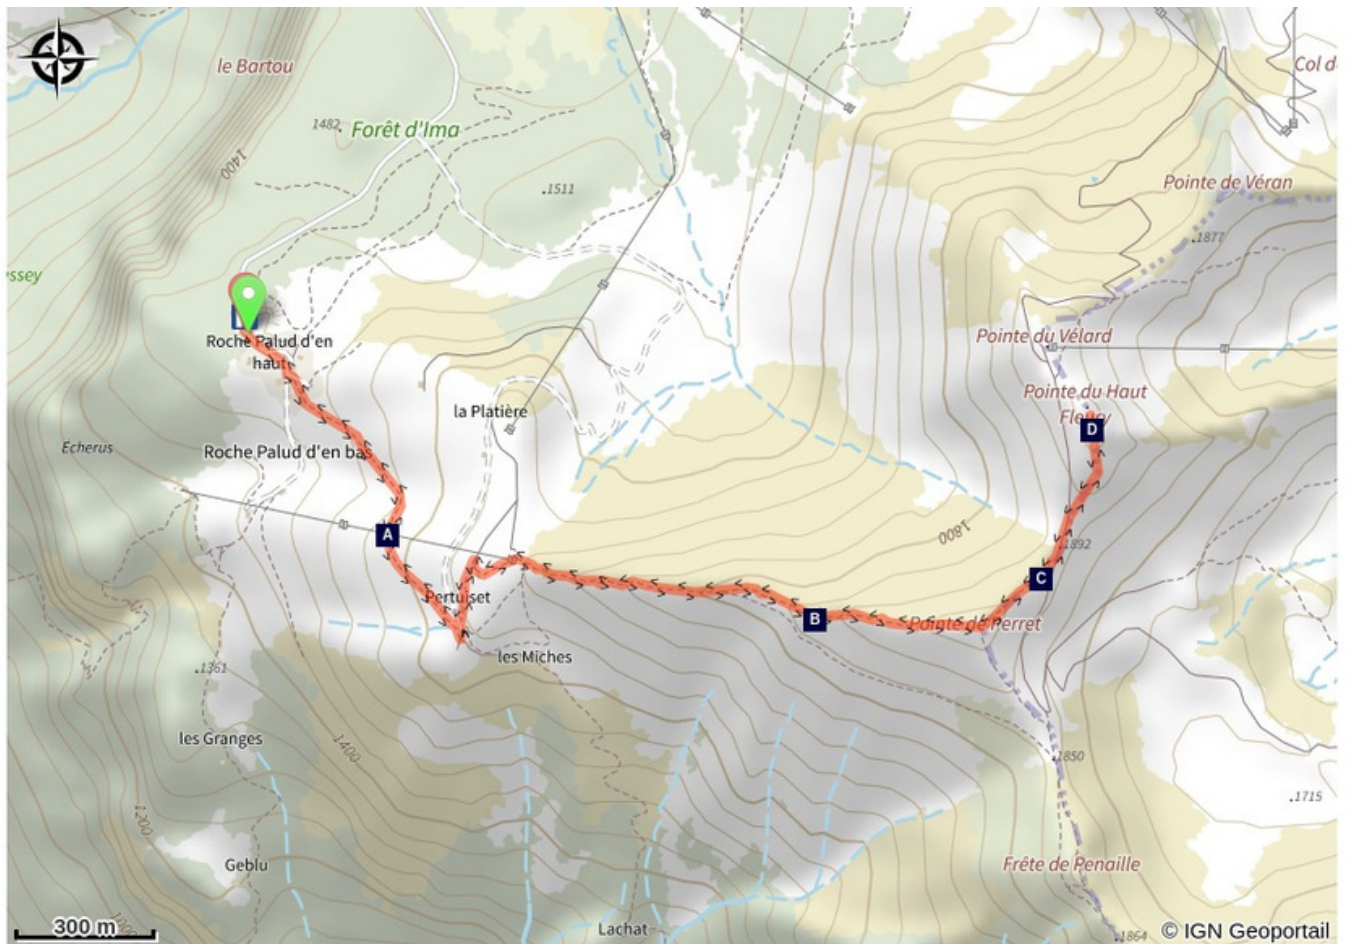 le Bartou
Col d
1482
Forêt d'Ima
1400
.1511
Pointe de Véran
.1877
ssey
Roche Palud d'en
haut
Pointe du Vélard
Pointe du Haut
Fleury
D
la Platière
Écherus
Roche Palud d'en bas
A
1800
1892
C
Pertuiset
B
Pointe de Perret
les Miches
.1361
les Granges
1400
.1850
.1715
1200
Geblu
Frête de Penaille
300 m
Lachat
.1864
© IGN Geoportail